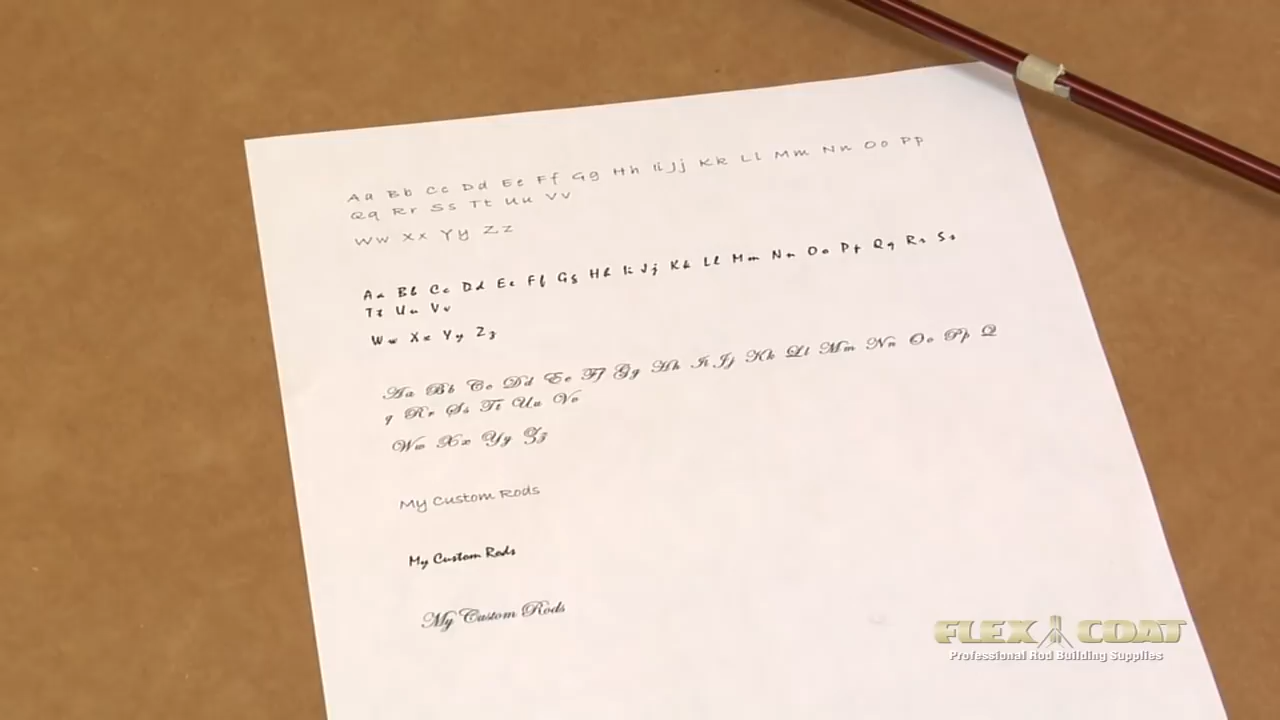 Aa Bb Cc Dd Ee Ff Gg Hh Ii Jj Kk Ll Mm Nn Oo Pp
Qq Rr Ss Tt Uu Vv
Ww Xx Yy Zz
Aa Bb Cc Dd Ee Ff Gg Hh Ii Jj Kk Ll Mm Nn Oo Pp Qq Rr Ss
Tt Uu Vv
Ww Xx Yy Zz
Aa Bb Cc Dd Ee Ff Gg Hh Ii Jj Kk Ll Mm Nn Oo Pp Q
q Rr Ss Tt Uu Vv
Ww Xx Yy Zz
My Custom Rods
My Custom Rods
My Custom Rods
FLEX COAT
Professional Rod Building Supplies